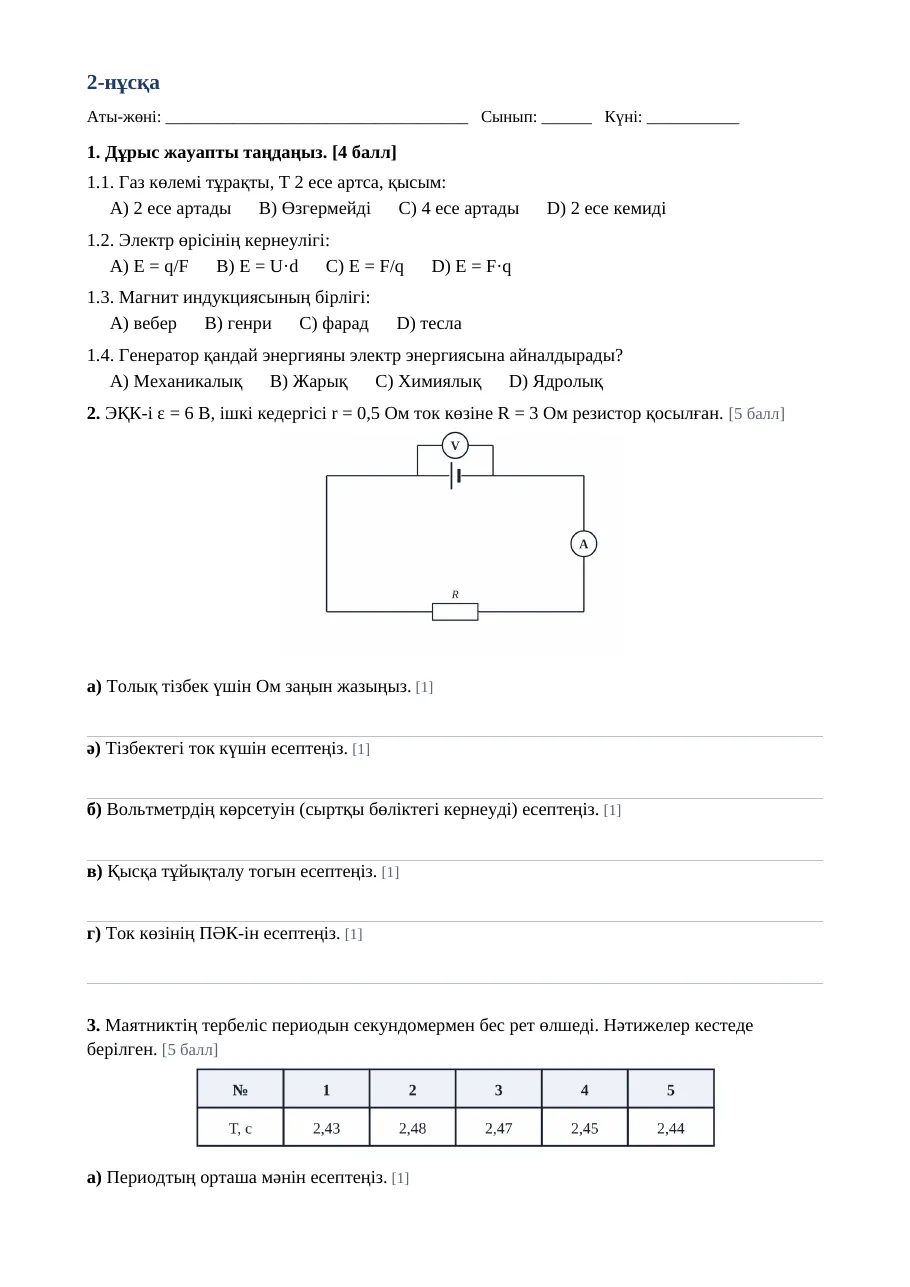 2-нұсқа
Аты-жөні: ____________________________________ Сынып: ______ Күні: ___________
1. Дұрыс жауапты таңдаңыз. [4 балл]
1.1. Газ көлемі тұрақты, T 2 есе артса, қысым:
A) 2 есе артады B) Өзгермейді C) 4 есе артады D) 2 есе кемиді
1.2. Электр өрісінің кернеулігі:
A) E = q/F B) E = U·d C) E = F/q D) E = F·q
1.3. Магнит индукциясының бірлігі:
A) вебер B) генри C) фарад D) тесла
1.4. Генератор қандай энергияны электр энергиясына айналдырады?
A) Механикалық B) Жарық C) Химиялық D) Ядролық
2. ЭҚК-і ε = 6 В, ішкі кедергісі r = 0,5 Ом ток көзіне R = 3 Ом резистор қосылған. [5 балл]
V
A
R
а) Толық тізбек үшін Ом заңын жазыңыз. [1]
ә) Тізбектегі ток күшін есептеңіз. [1]
б) Вольтметрдің көрсетуін (сыртқы бөліктегі кернеуді) есептеңіз. [1]
в) Қысқа тұйықталу тогын есептеңіз. [1]
г) Ток көзінің ПӘК-ін есептеңіз. [1]
3. Маятниктің тербеліс периодын секундомермен бес рет өлшеді. Нәтижелер кестеде
берілген. [5 балл]
№ 1 2 3 4 5
T, c 2,43 2,48 2,47 2,45 2,44
а) Периодтың орташа мәнін есептеңіз. [1]